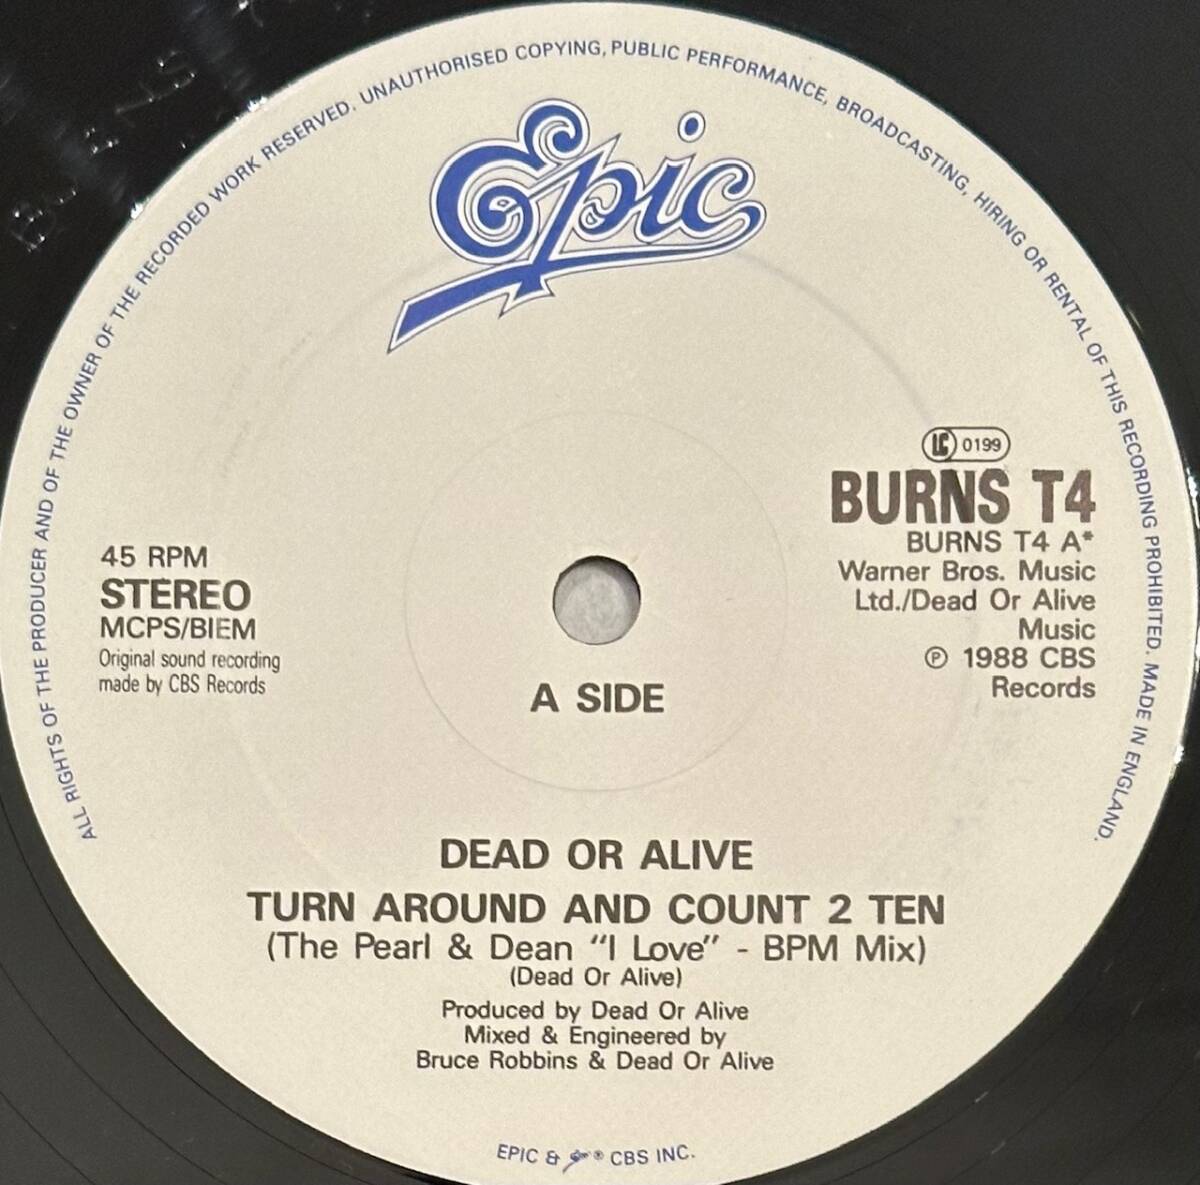 ALL RIGHTS OF THE PRODUCER AND OF THE OWNER OF THE RECORDED WORK RESERVED. UNAUTHORISED COPYING, PUBLIC PERFORMANCE, BROADCASTING, HIRING OR RENTAL OF THIS RECORDING PROHIBITED. MADE IN ENGLAND.
Epic
LC 0199
BURNS T4
BURNS T4 A*
Warner Bros. Music
Ltd./Dead Or Alive
Music
℗ 1988 CBS
Records
45 RPM
STEREO
MCPS/BIEM
Original sound recording
made by CBS Records
A SIDE
DEAD OR ALIVE
TURN AROUND AND COUNT 2 TEN
(The Pearl & Dean "I Love" - BPM Mix)
(Dead Or Alive)
Produced by Dead Or Alive
Mixed & Engineered by
Bruce Robbins & Dead Or Alive
EPIC & ® CBS INC.